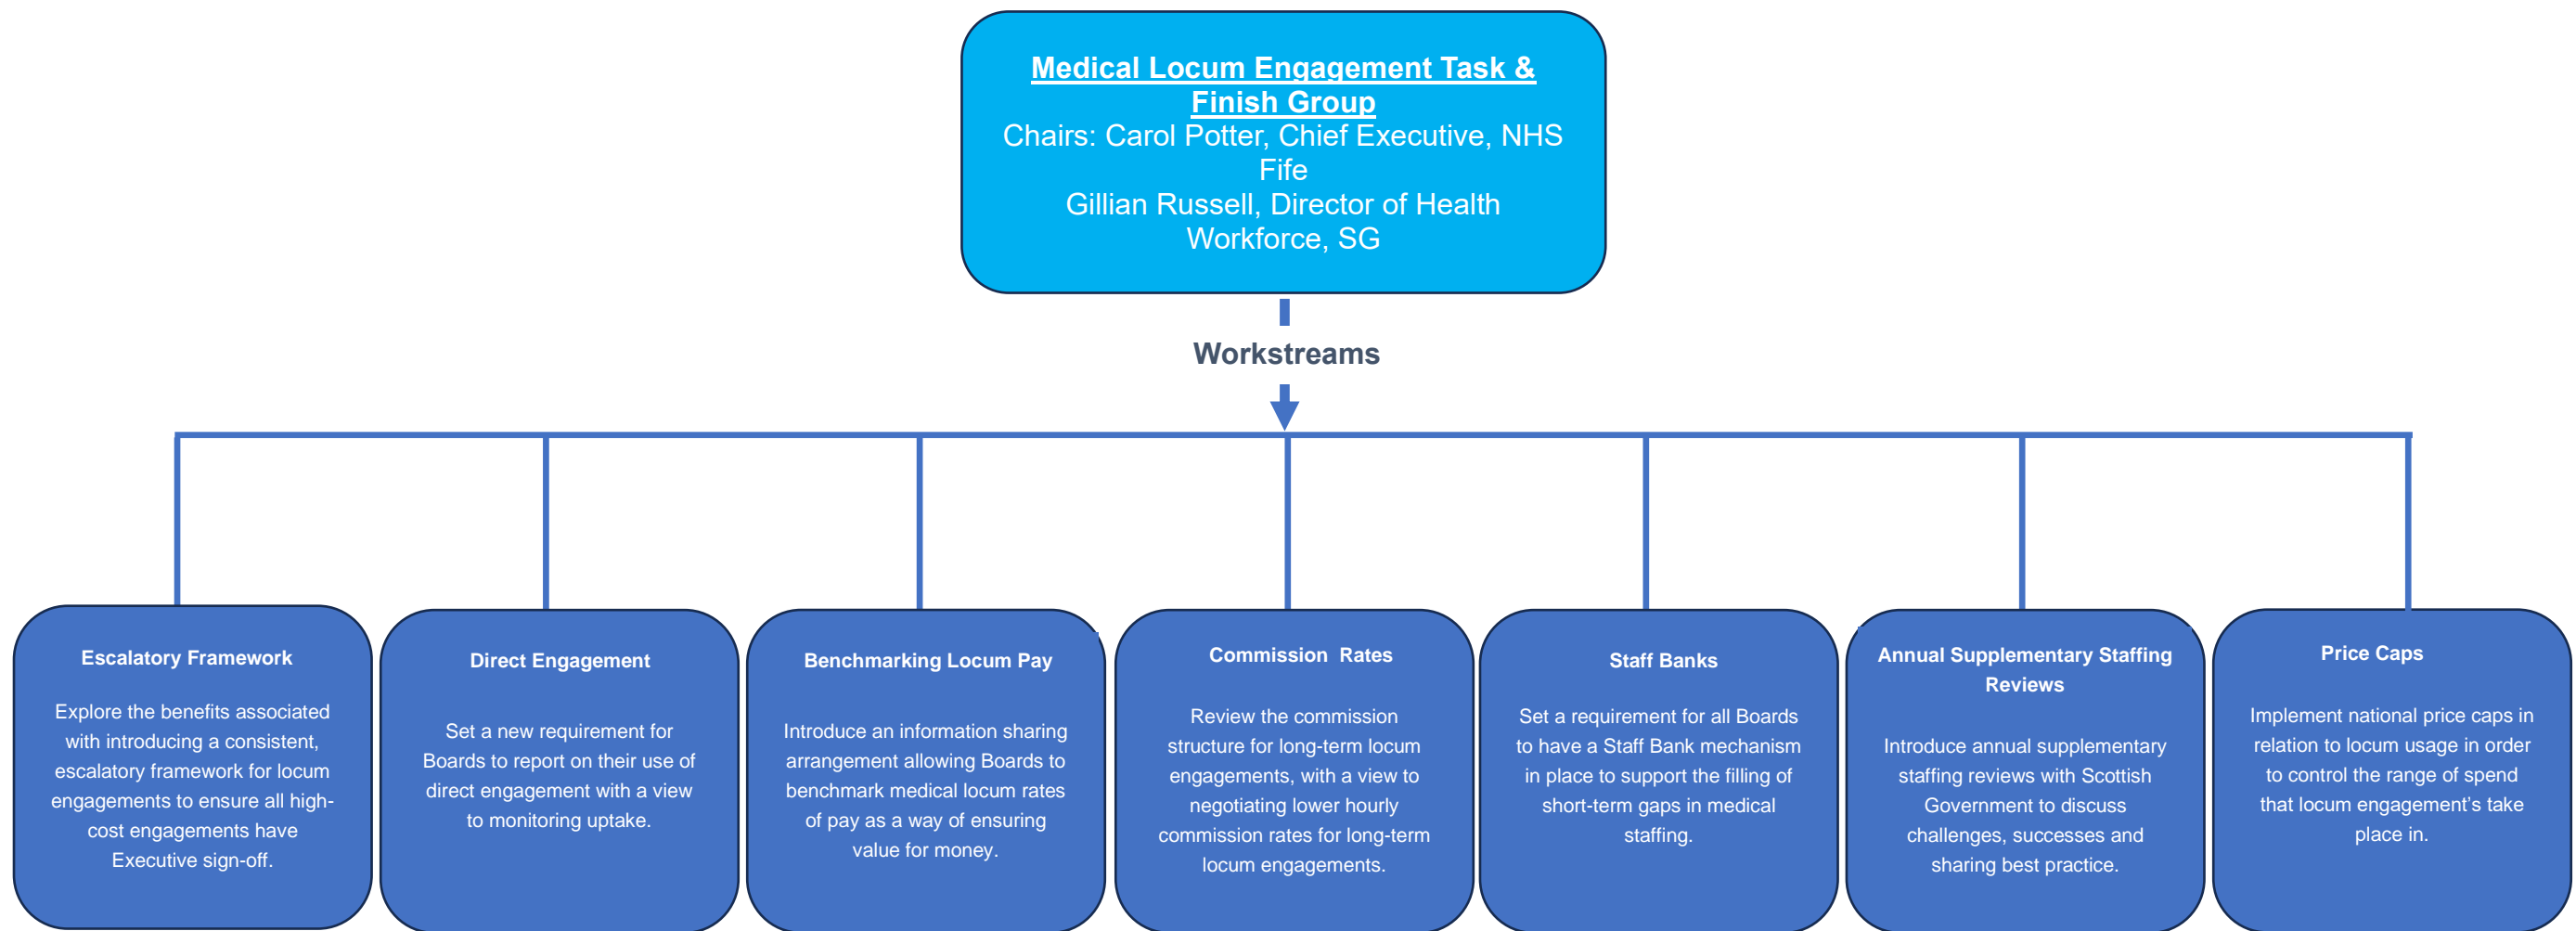 Medical Locum Engagement Task &
Finish Group
Chairs: Carol Potter, Chief Executive, NHS
Fife
Gillian Russell, Director of Health
Workforce, SG
Workstreams
Escalatory Framework
Explore the benefits associated
with introducing a consistent,
escalatory framework for locum
engagements to ensure all high-
cost engagements have
Executive sign-off.
Direct Engagement
Set a new requirement for
Boards to report on their use of
direct engagement with a view
to monitoring uptake.
Benchmarking Locum Pay
Introduce an information sharing
arrangement allowing Boards to
benchmark medical locum rates
of pay as a way of ensuring
value for money.
Commission  Rates
Review the commission
structure for long-term locum
engagements, with a view to
negotiating lower hourly
commission rates for long-term
locum engagements.
Staff Banks
Set a requirement for all Boards
to have a Staff Bank mechanism
in place to support the filling of
short-term gaps in medical
staffing.
Annual Supplementary Staffing
Reviews
Introduce annual supplementary
staffing reviews with Scottish
Government to discuss
challenges, successes and
sharing best practice.
Price Caps
Implement national price caps in
relation to locum usage in order
to control the range of spend
that locum engagement's take
place in.